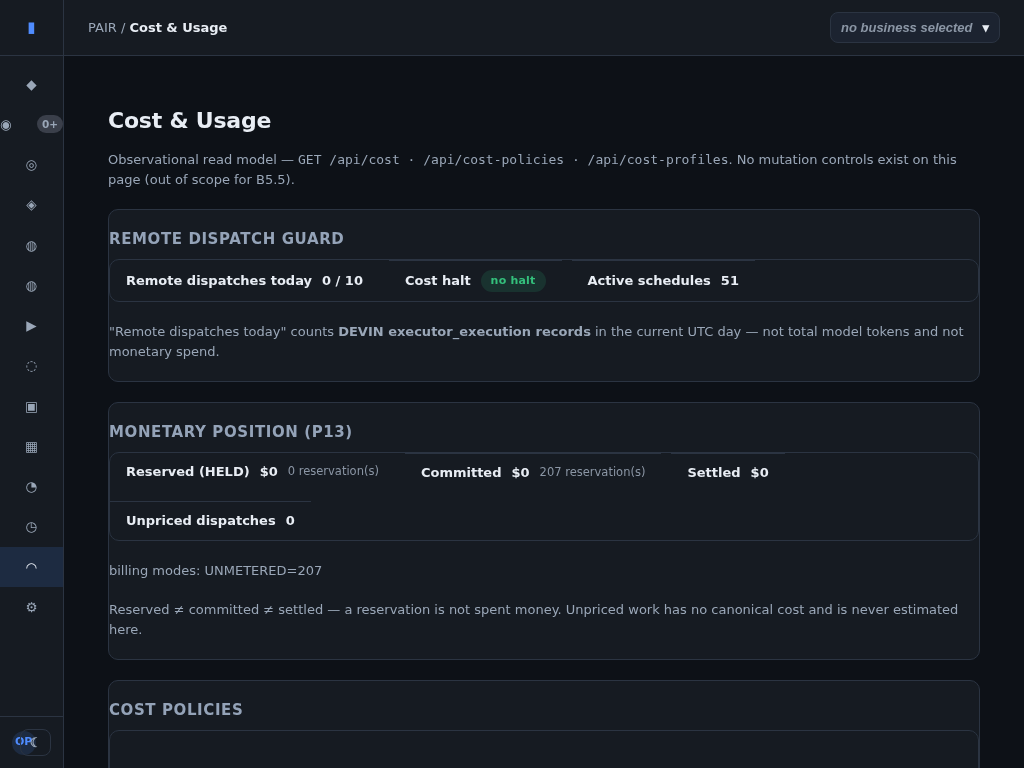 PAIR / Cost & Usage
no business selected ▼
0+
Cost & Usage
Observational read model — GET /api/cost · /api/cost-policies · /api/cost-profiles. No mutation controls exist on this
page (out of scope for B5.5).
REMOTE DISPATCH GUARD
Remote dispatches today 0 / 10 Cost halt no halt Active schedules 51
"Remote dispatches today" counts DEVIN executor_execution records in the current UTC day — not total model tokens and not
monetary spend.
MONETARY POSITION (P13)
Reserved (HELD) $0 0 reservation(s) Committed $0 207 reservation(s) Settled $0
Unpriced dispatches 0
billing modes: UNMETERED=207
Reserved ≠ committed ≠ settled — a reservation is not spent money. Unpriced work has no canonical cost and is never estimated
here.
COST POLICIES
OP